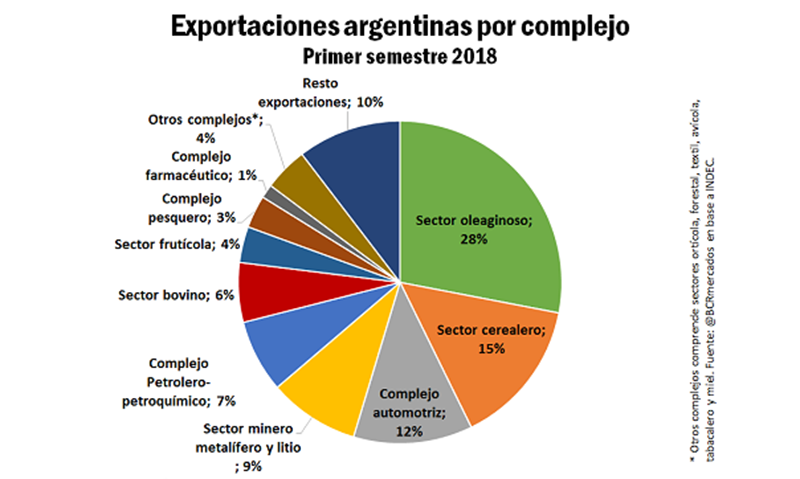 Exportaciones argentinas por complejo
Primer semestre 2018
Resto
exportaciones; 10%
Otros complejos*;
4%
Complejo
farmacéutico; 1%
Complejo
pesquero; 3%
Sector frutícola; 4%
Sector bovino; 6%
Complejo
Petrolero-
petroquímico; 7%
Sector minero
metalífero y litio
; 9%
Complejo
automotriz;
12%
Sector cerealero;
15%
Sector oleaginoso;
28%
* Otros complejos comprende sectores ortícola, forestal, textil, avícola,
tabacalero y miel. Fuente: @BCRmercados en base a INDEC.